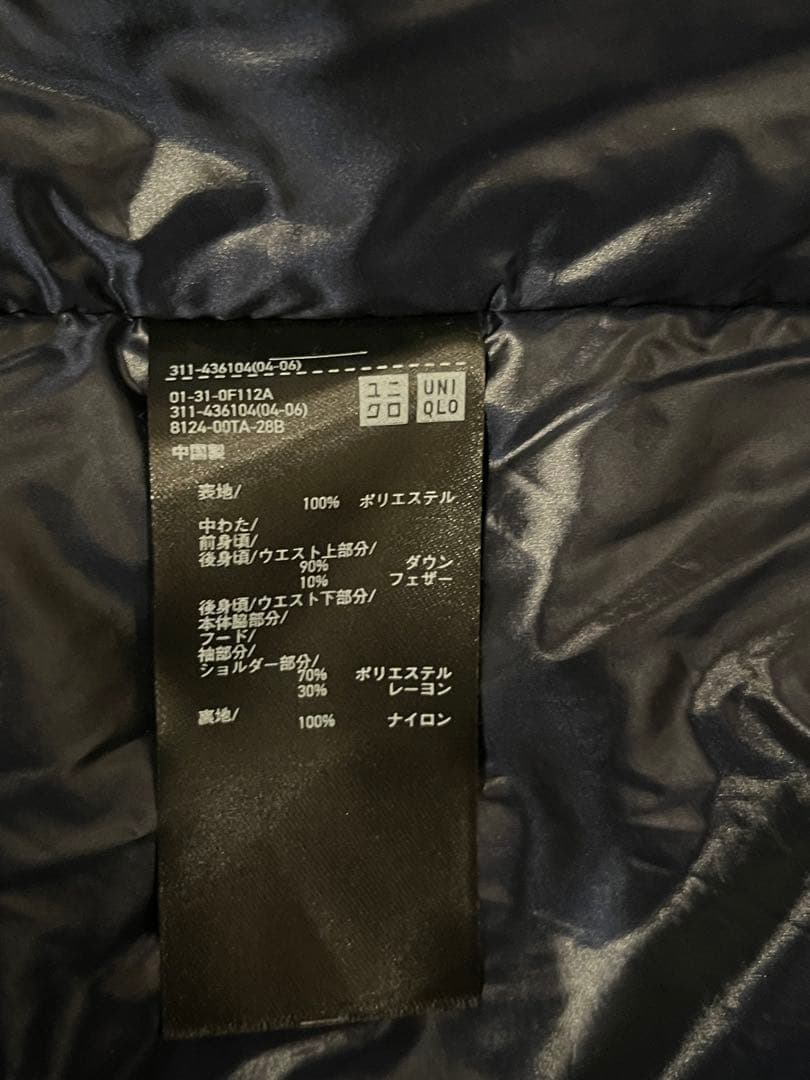 311-436104(04-06)
01-31-0F112A
311-436104(04-06)
8124-00TA-28B
ユニ
クロ
UNI
QLO
中国製
表地/
100% ポリエステル
中わた/
前身頃/
後身頃/ウエスト上部分/
90% ダウン
10% フェザー
後身頃/ウエスト下部分/
本体脇部分/
フード/
袖部分/
ショルダー部分/
70% ポリエステル
30% レーヨン
裏地/ 100% ナイロン